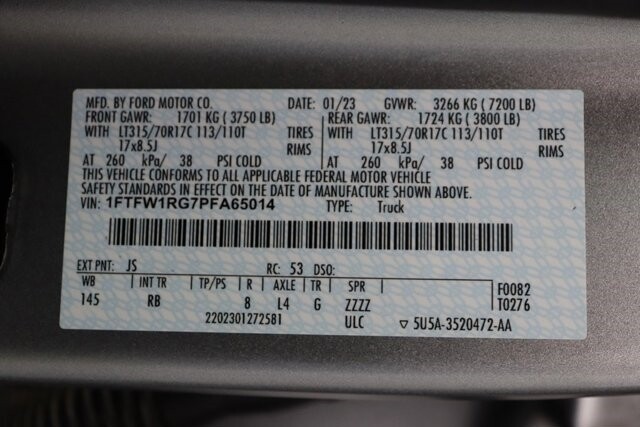 MFD. BY FORD MOTOR CO. DATE: 01/23 GVWR: 3266 KG ( 7200 LB)
FRONT GAWR: 1701 KG ( 3750 LB) REAR GAWR: 1724 KG ( 3800 LB)
WITH LT315/70R17C 113/110T TIRES WITH LT315/70R17C 113/110T TIRES
17x8.5J RIMS 17x8.5J RIMS
AT 260 kPa/ 38 PSI COLD AT 260 kPa/ 38 PSI COLD
THIS VEHICLE CONFORMS TO ALL APPLICABLE FEDERAL MOTOR VEHICLE
SAFETY STANDARDS IN EFFECT ON THE DATE OF MANUFACTURE SHOWN ABOVE.
VIN: 1FTFW1RG7PFA65014 TYPE: Truck
EXT PNT: JS RC: 53 DSO:
WB INT TR TP/PS R AXLE TR SPR F0082
145 RB 8 L4 G ZZZZ T0276
2202301272581 ULC ▽ 5U5A-3520472-AA